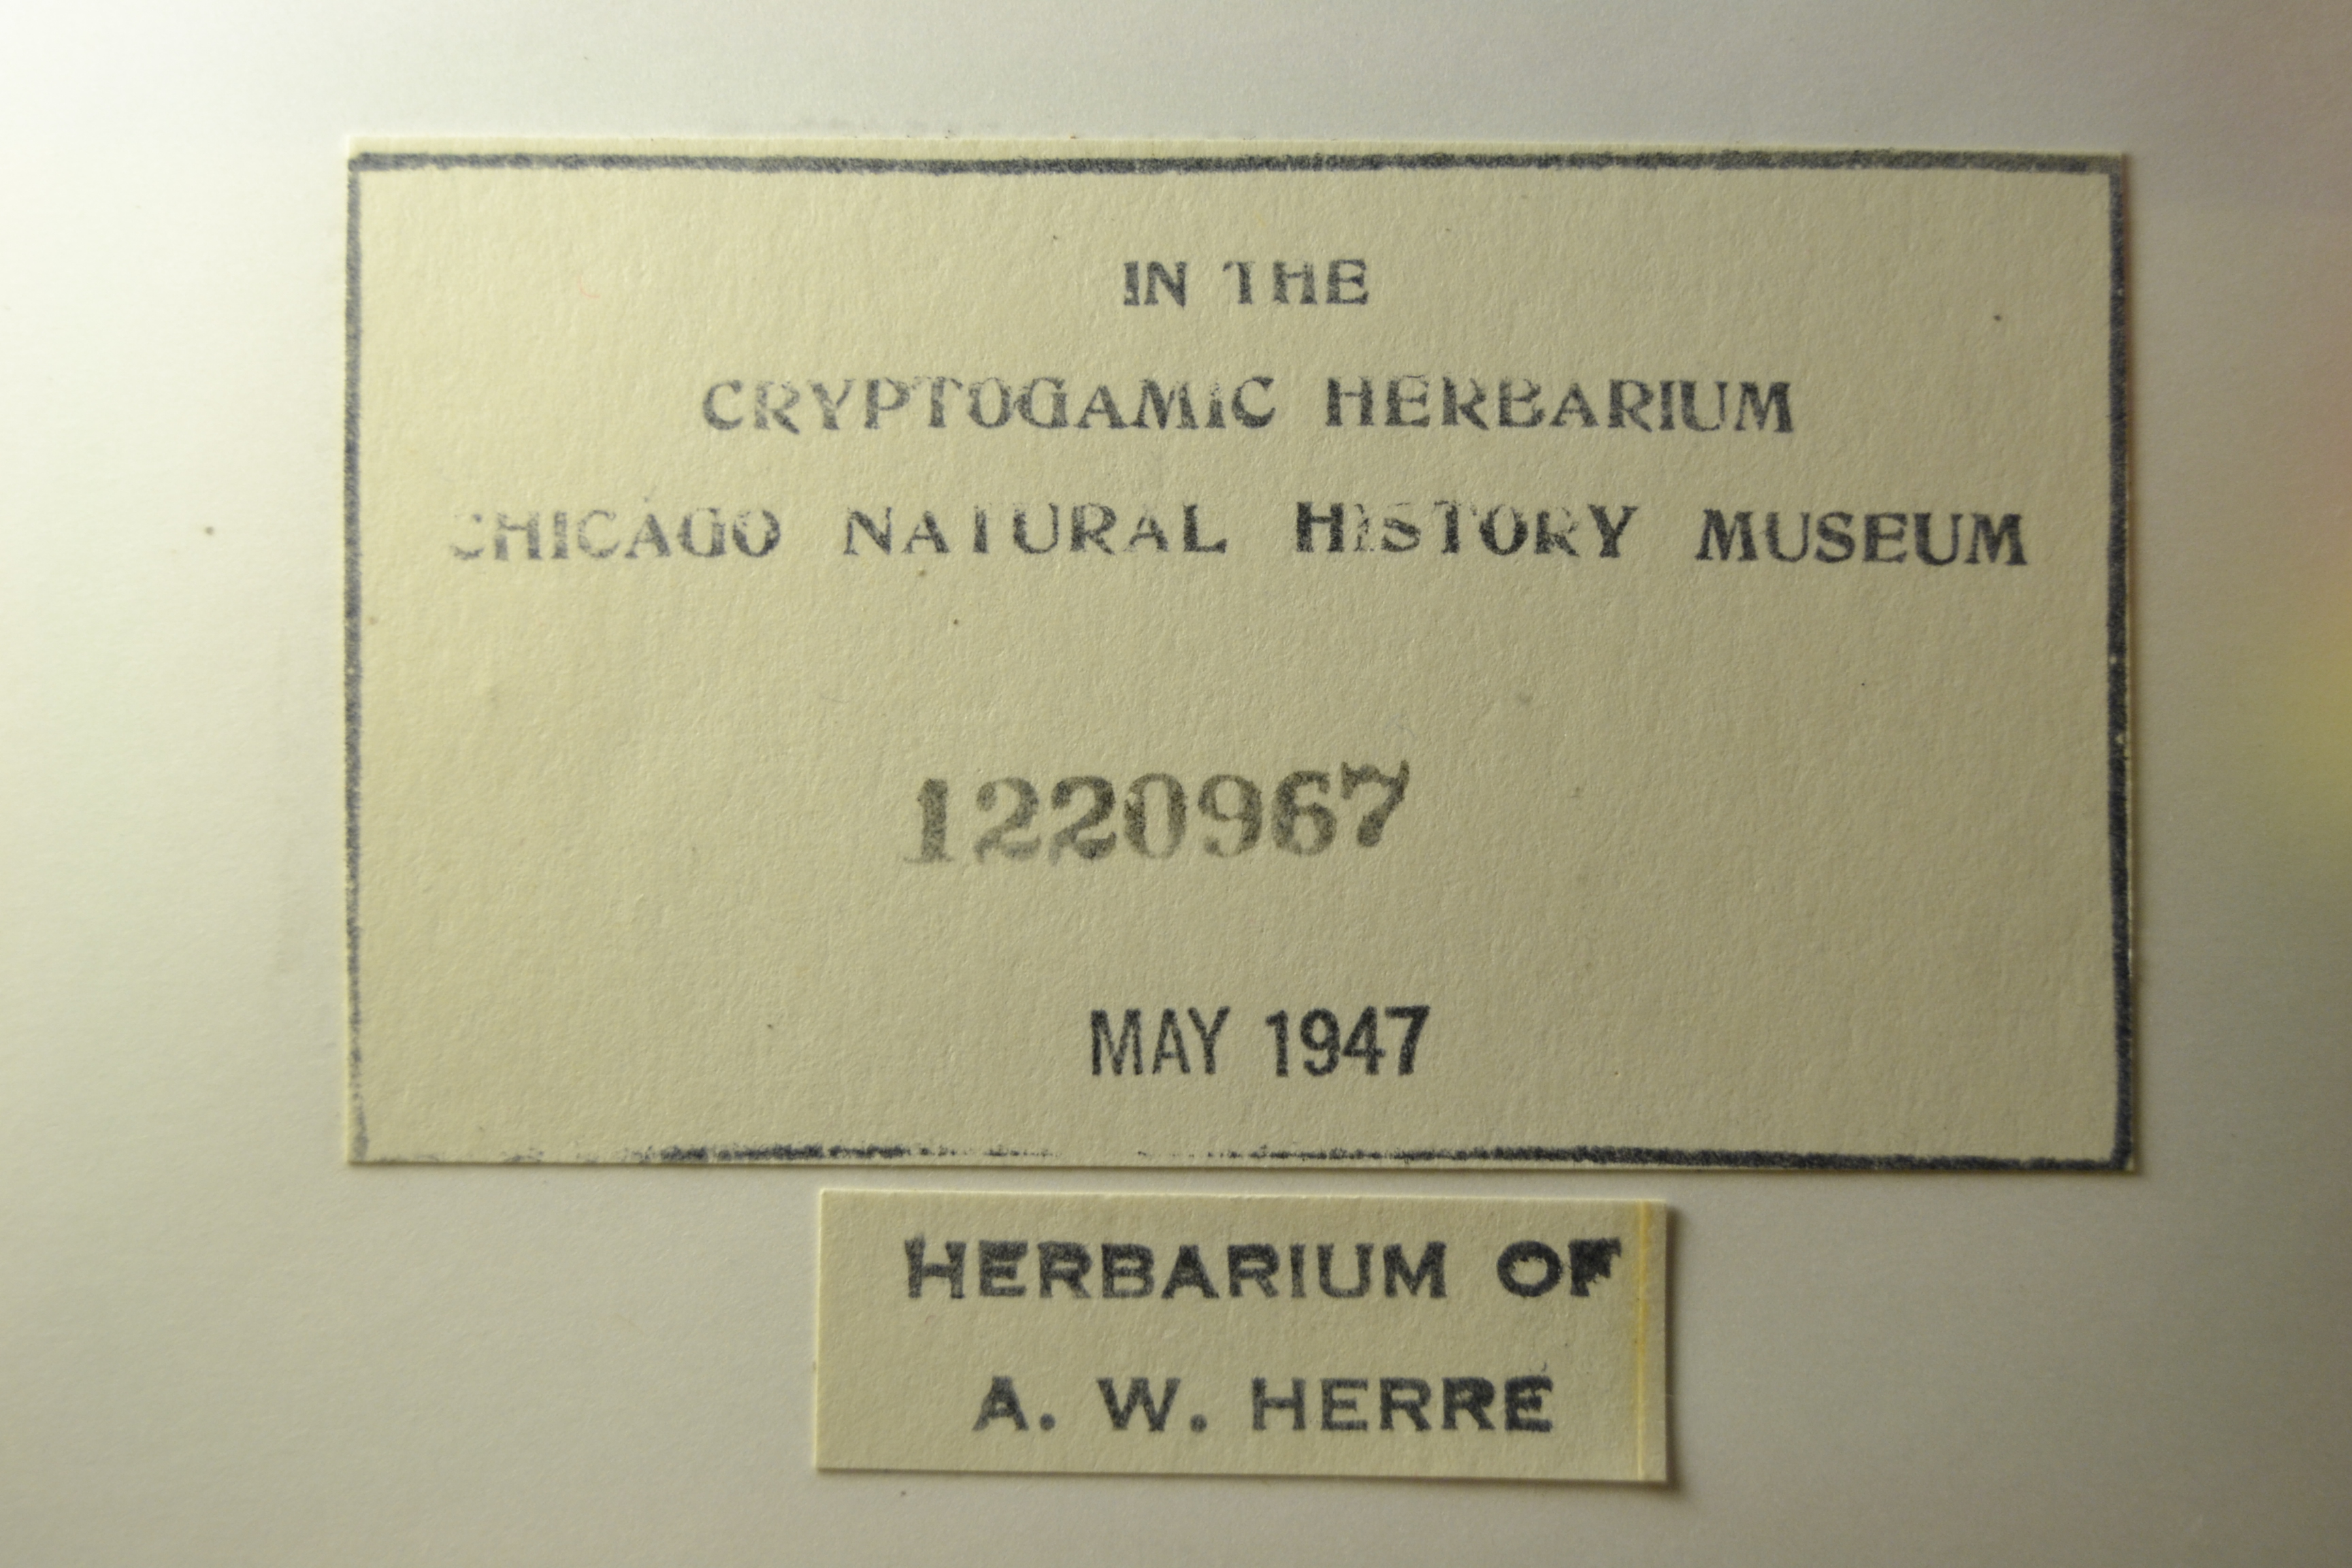 IN THE
CRYPTOGAMIC HERBARIUM
CHICAGO NATURAL HISTORY MUSEUM
1220967
MAY 1947
HERBARIUM OF
A. W. HERRE